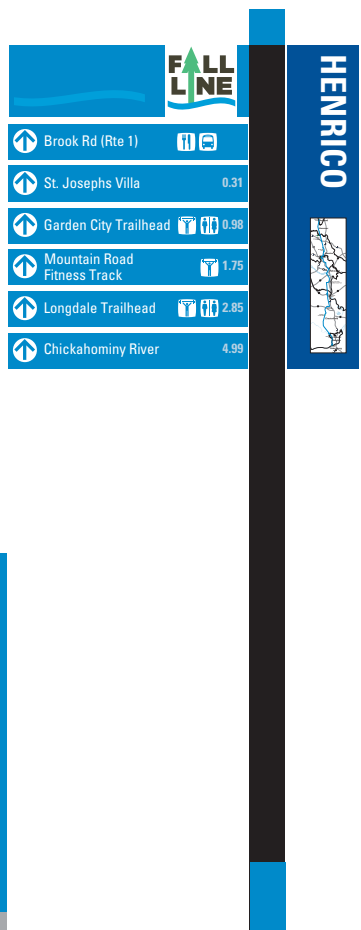 FALL
LINE
HENRICO
Brook Rd (Rte 1)
St. Josephs Villa 0.31
Garden City Trailhead 0.98
Mountain Road
Fitness Track 1.75
Longdale Trailhead 2.85
Chickahominy River 4.99